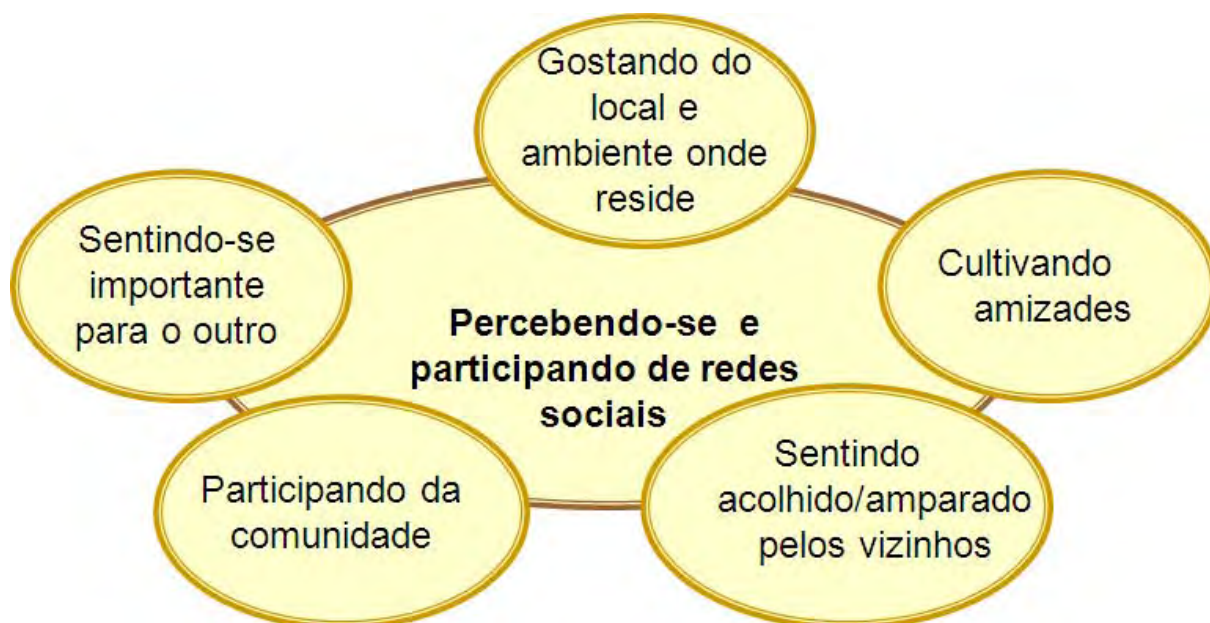 Gostando do
local e
ambiente onde
reside
Sentindo-se
importante
para o outro
Cultivando
amizades
Percebendo-se e
participando de redes
sociais
Participando da
comunidade
Sentindo
acolhido/amparado
pelos vizinhos